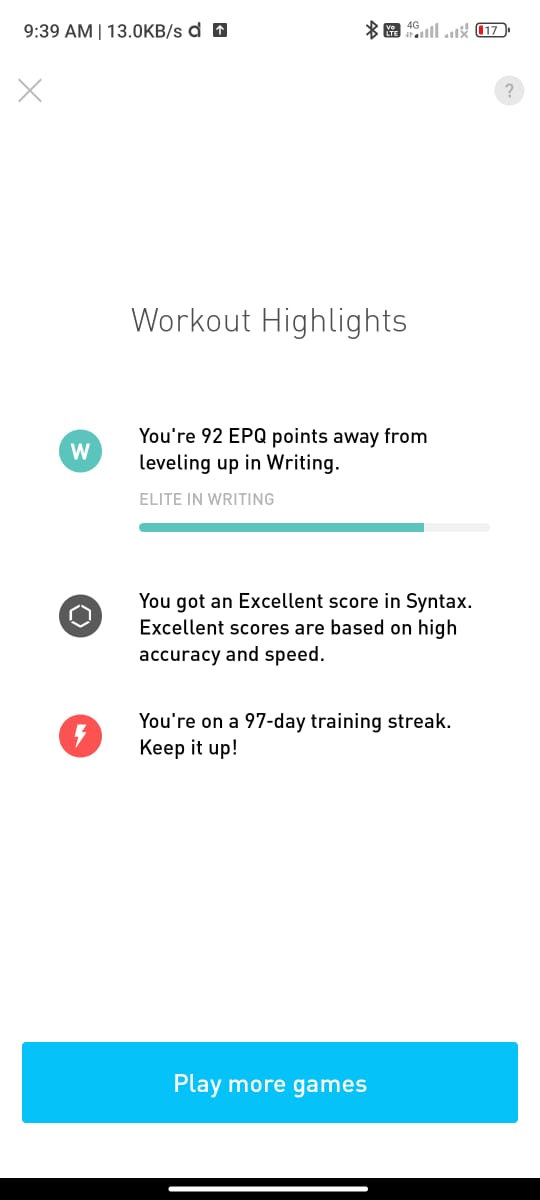 9:39 AM | 13.0KB/s d
Vo LTE 4G 17
?
Workout Highlights
W
You're 92 EPQ points away from
leveling up in Writing.
ELITE IN WRITING
You got an Excellent score in Syntax.
Excellent scores are based on high
accuracy and speed.
You're on a 97-day training streak.
Keep it up!
Play more games